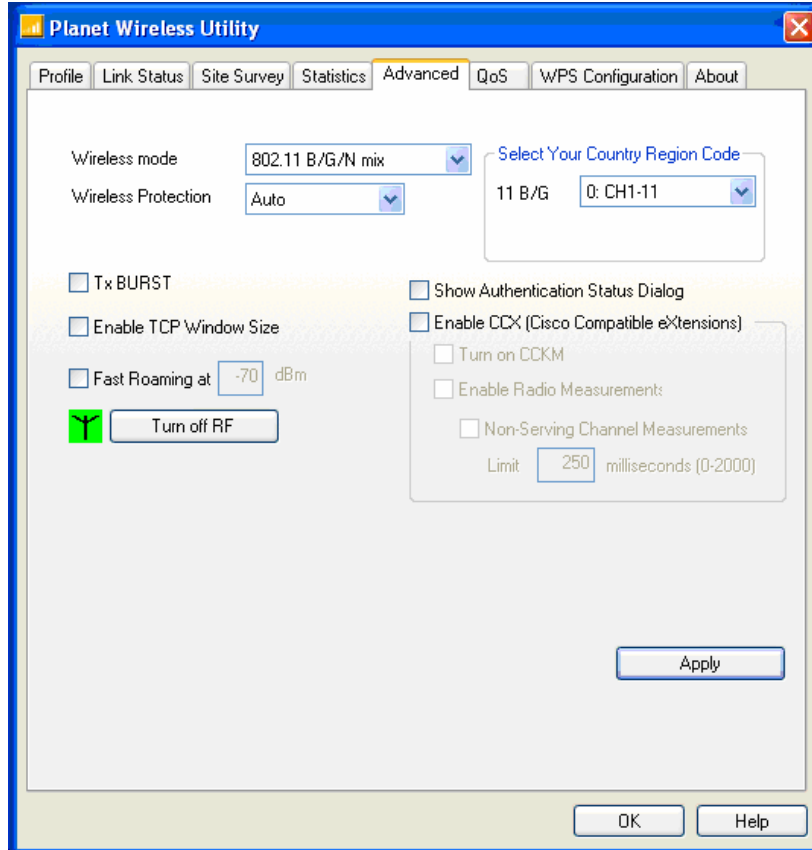 Planet Wireless Utility
Profile Link Status Site Survey Statistics Advanced QoS WPS Configuration About
Wireless mode 802.11 B/G/N mix
Wireless Protection Auto
Select Your Country Region Code
11 B/G 0: CH1-11
Tx BURST
Enable TCP Window Size
Fast Roaming at -70 dBm
Turn off RF
Show Authentication Status Dialog
Enable CCX (Cisco Compatible eXtensions)
Turn on CCKM
Enable Radio Measurements
Non-Serving Channel Measurements
Limit 250 milliseconds (0-2000)
Apply
OK Help